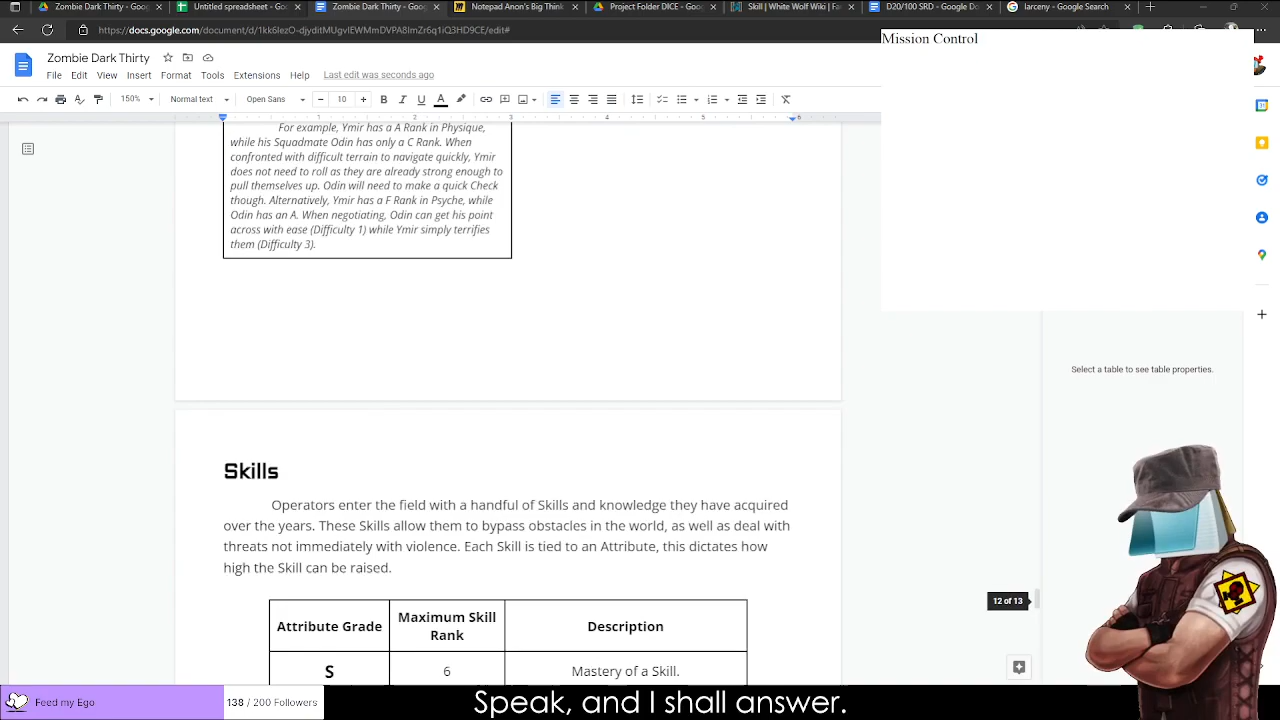 Untitled spreadsheet - Goo
Zombie Dark Thirty - Goog
Notepad Anon's Big Think
Project Folder DICE - Goog
Skill | White Wolf Wiki | Fa
D20/100 SRD - Google Do
larceny - Google Search
https://docs.google.com/document/d/1kk6lezO-djyditMUgvIEWMmDVPA8lmZr6q1iQ3HD9CE/edit#
Mission Control
Zombie Dark Thirty
File Edit View Insert Format Tools Extensions Help Last edit was seconds ago
150% Normal text Open Sans 10 B I U A
1 2 3 4 5 6
For example, Ymir has a A Rank in Physique,
while his Squadmate Odin has only a C Rank. When
confronted with difficult terrain to navigate quickly, Ymir
does not need to roll as they are already strong enough to
pull themselves up. Odin will need to make a quick Check
though. Alternatively, Ymir has a F Rank in Psyche, while
Odin has an A. When negotiating, Odin can get his point
across with ease (Difficulty 1) while Ymir simply terrifies
them (Difficulty 3).
Select a table to see table properties.
Skills
Operators enter the field with a handful of Skills and knowledge they have acquired
over the years. These Skills allow them to bypass obstacles in the world, as well as deal with
threats not immediately with violence. Each Skill is tied to an Attribute, this dictates how
high the Skill can be raised.
12 of 13
Attribute Grade Maximum Skill Rank Description
S 6 Mastery of a Skill.
Feed my Ego 138 / 200 Followers
Speak, and I shall answer.